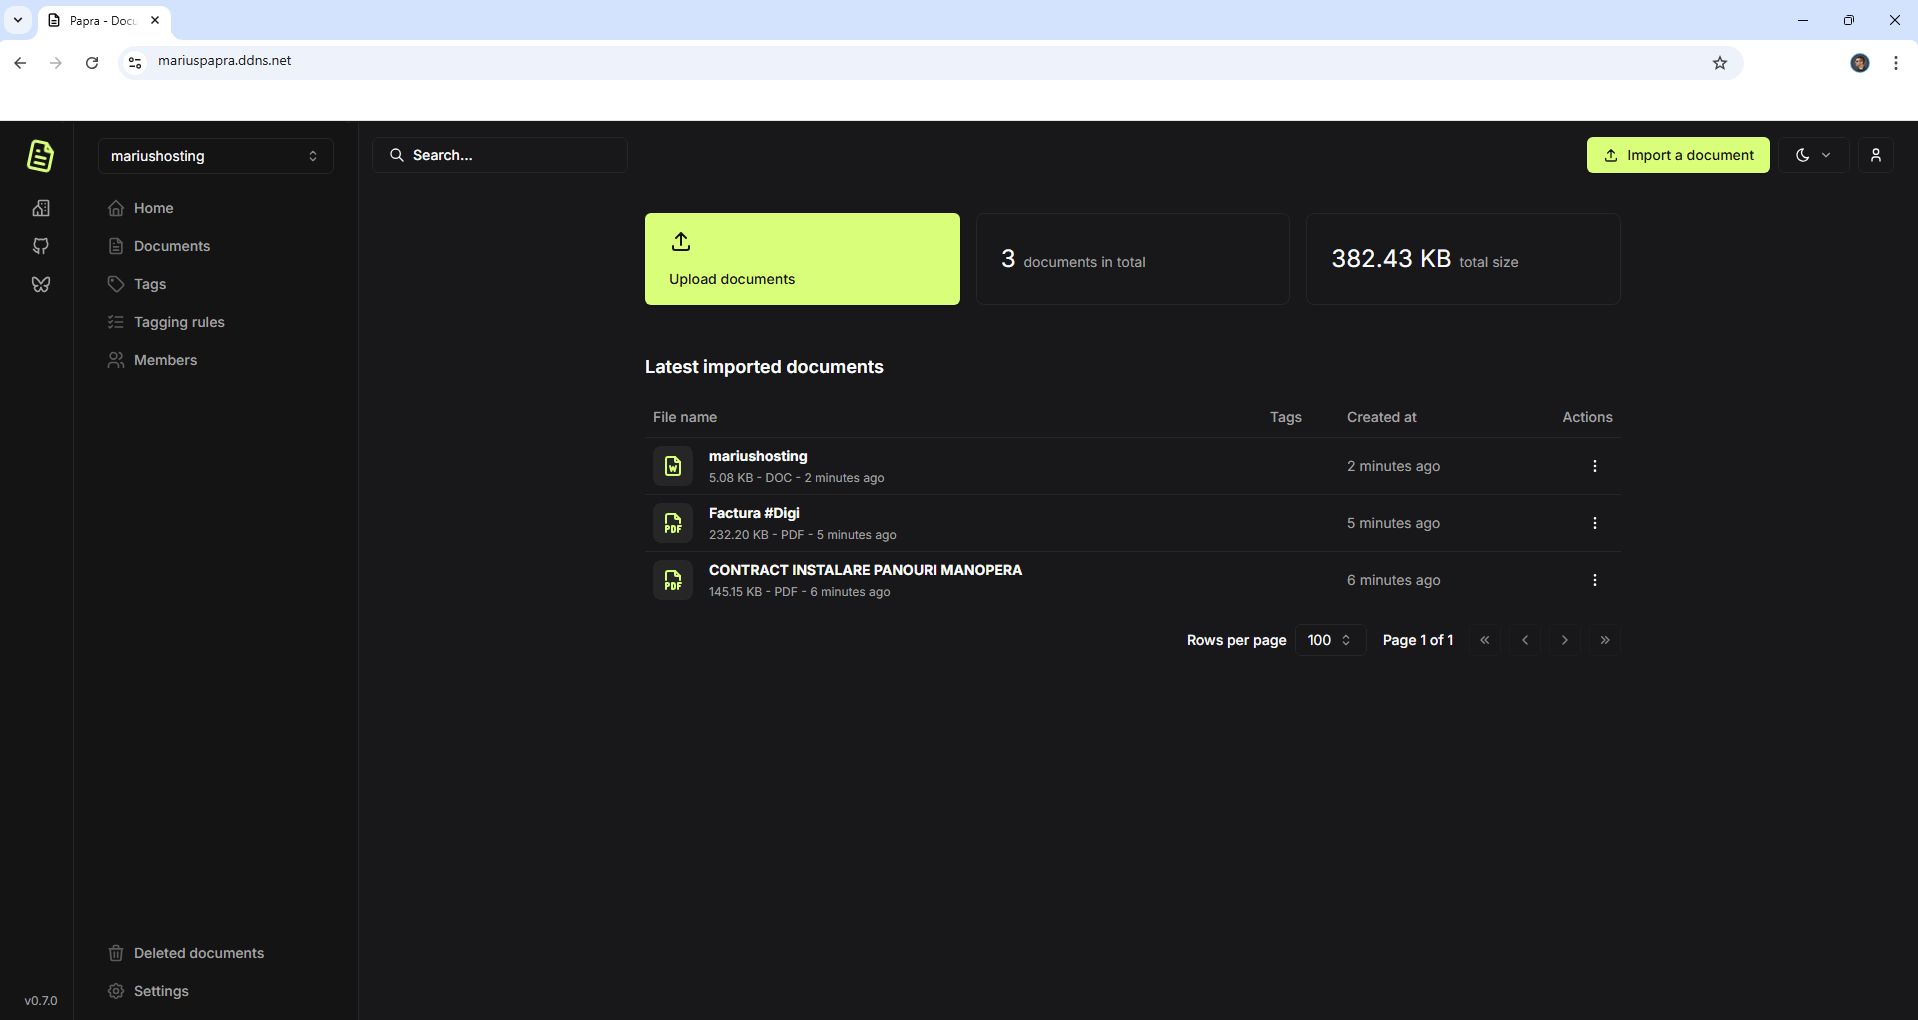 Papra - Docu
mariuspapra.ddns.net
mariushosting
Search...
Import a document
Home
Documents
Tags
Tagging rules
Members
Upload documents
3 documents in total
382.43 KB total size
Latest imported documents
File name Tags Created at Actions
mariushosting
5.08 KB - DOC - 2 minutes ago
2 minutes ago
Factura #Digi
232.20 KB - PDF - 5 minutes ago
5 minutes ago
CONTRACT INSTALARE PANOURI MANOPERA
145.15 KB - PDF - 6 minutes ago
6 minutes ago
Rows per page 100 Page 1 of 1
Deleted documents
Settings
v0.7.0
W
PDF
PDF